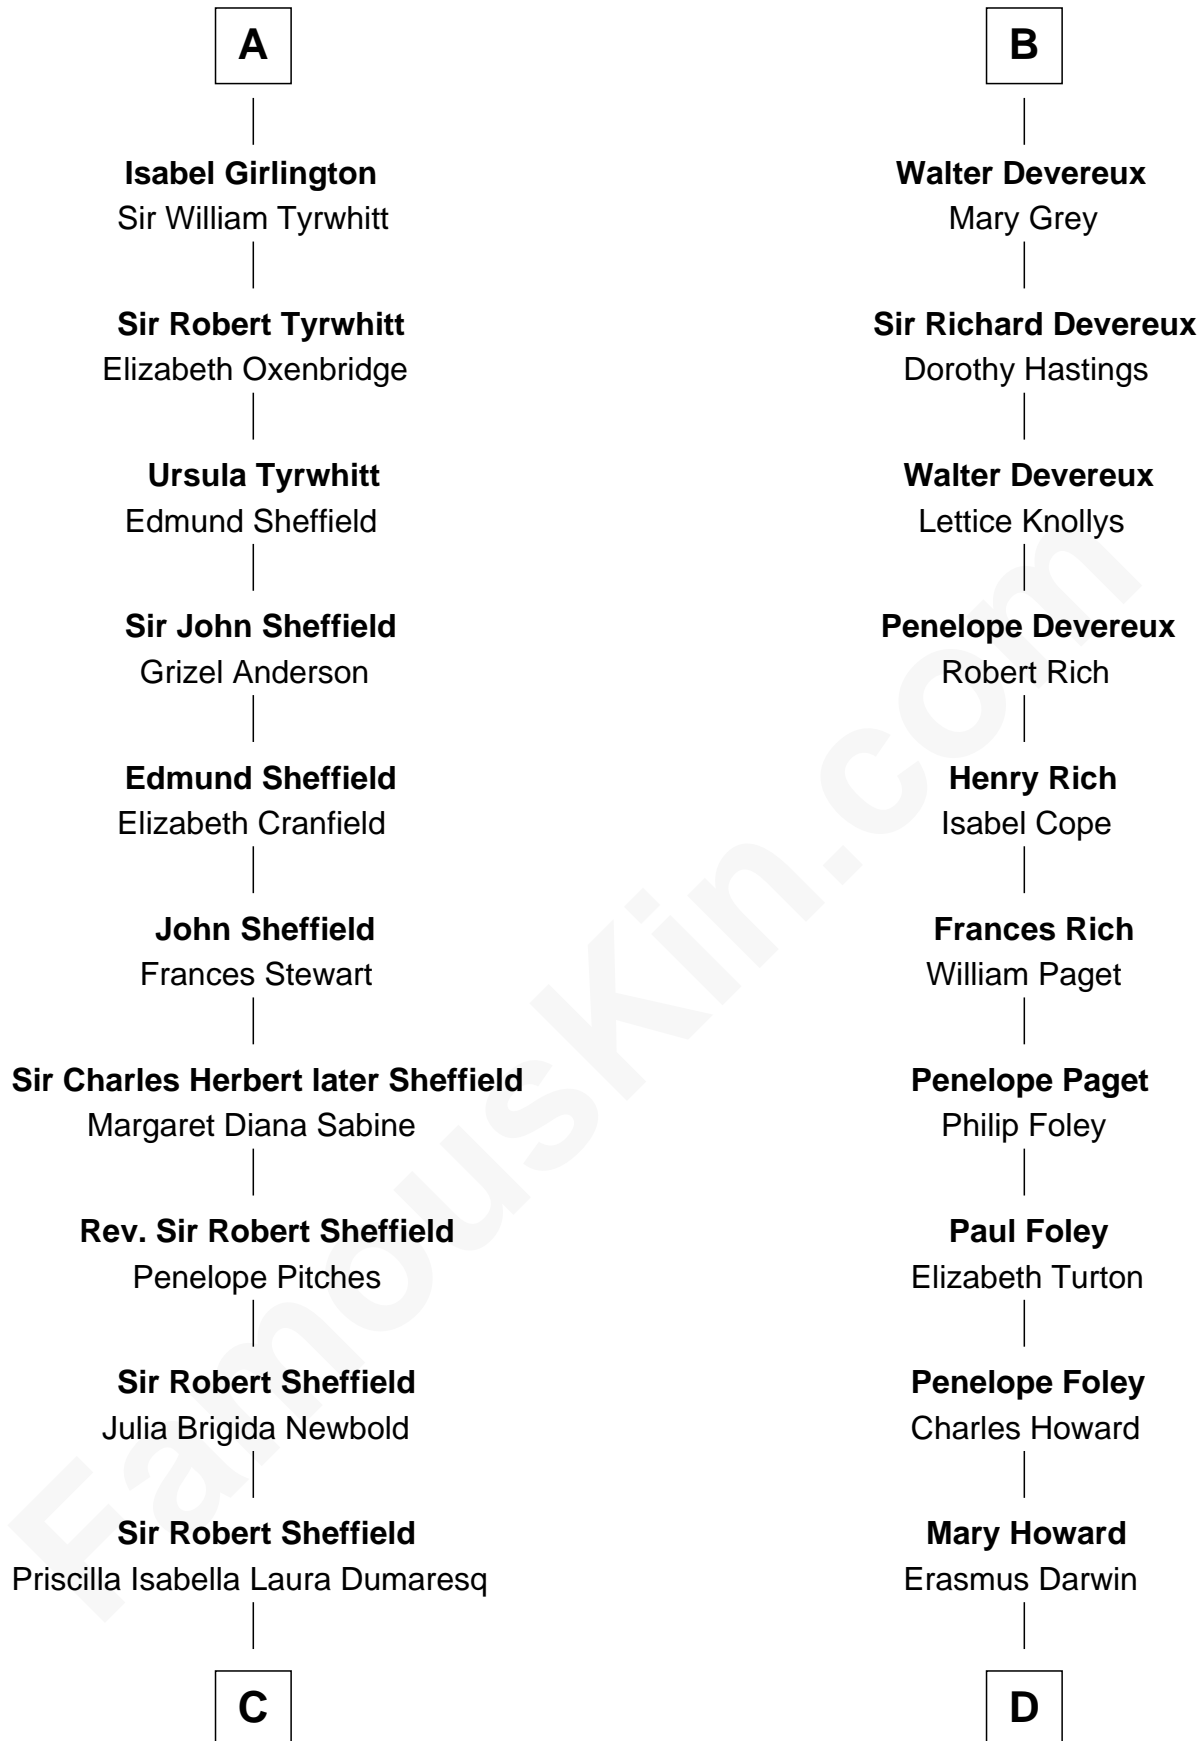 A
Isabel Girlington
Sir William Tyrwhitt
Sir Robert Tyrwhitt
Elizabeth Oxenbridge
Ursula Tyrwhitt
Edmund Sheffield
Sir John Sheffield
Grizel Anderson
Edmund Sheffield
Elizabeth Cranfield
John Sheffield
Frances Stewart
Sir Charles Herbert later Sheffield
Margaret Diana Sabine
Rev. Sir Robert Sheffield
Penelope Pitches
Sir Robert Sheffield
Julia Brigida Newbold
Sir Robert Sheffield
Priscilla Isabella Laura Dumaresq
C
B
Walter Devereux
Mary Grey
Sir Richard Devereux
Dorothy Hastings
Walter Devereux
Lettice Knollys
Penelope Devereux
Robert Rich
Henry Rich
Isabel Cope
Frances Rich
William Paget
Penelope Paget
Philip Foley
Paul Foley
Elizabeth Turton
Penelope Foley
Charles Howard
Mary Howard
Erasmus Darwin
D
FamousKin.com